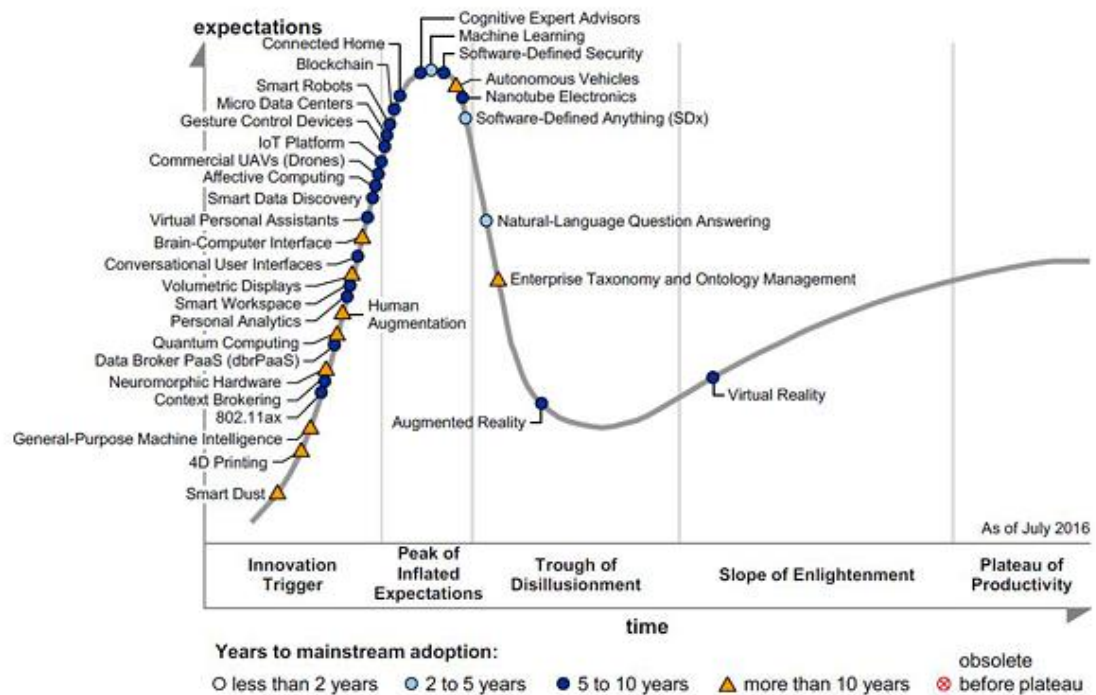 expectations
Cognitive Expert Advisors
Machine Learning
Software-Defined Security
Connected Home
Blockchain
Autonomous Vehicles
Smart Robots
Nanotube Electronics
Micro Data Centers
Gesture Control Devices
Software-Defined Anything (SDx)
IoT Platform
Commercial UAVs (Drones)
Affective Computing
Smart Data Discovery
Virtual Personal Assistants
Natural-Language Question Answering
Brain-Computer Interface
Conversational User Interfaces
Volumetric Displays
Enterprise Taxonomy and Ontology Management
Smart Workspace
Personal Analytics
Human
Augmentation
Quantum Computing
Data Broker PaaS (dbrPaaS)
Neuromorphic Hardware
Context Brokering
Virtual Reality
802.11ax
Augmented Reality
General-Purpose Machine Intelligence
4D Printing
Smart Dust
As of July 2016
Innovation
Trigger
Peak of
Inflated
Expectations
Trough of
Disillusionment
Slope of Enlightenment
Plateau of
Productivity
time
Years to mainstream adoption:
less than 2 years
2 to 5 years
5 to 10 years
more than 10 years
obsolete
before plateau